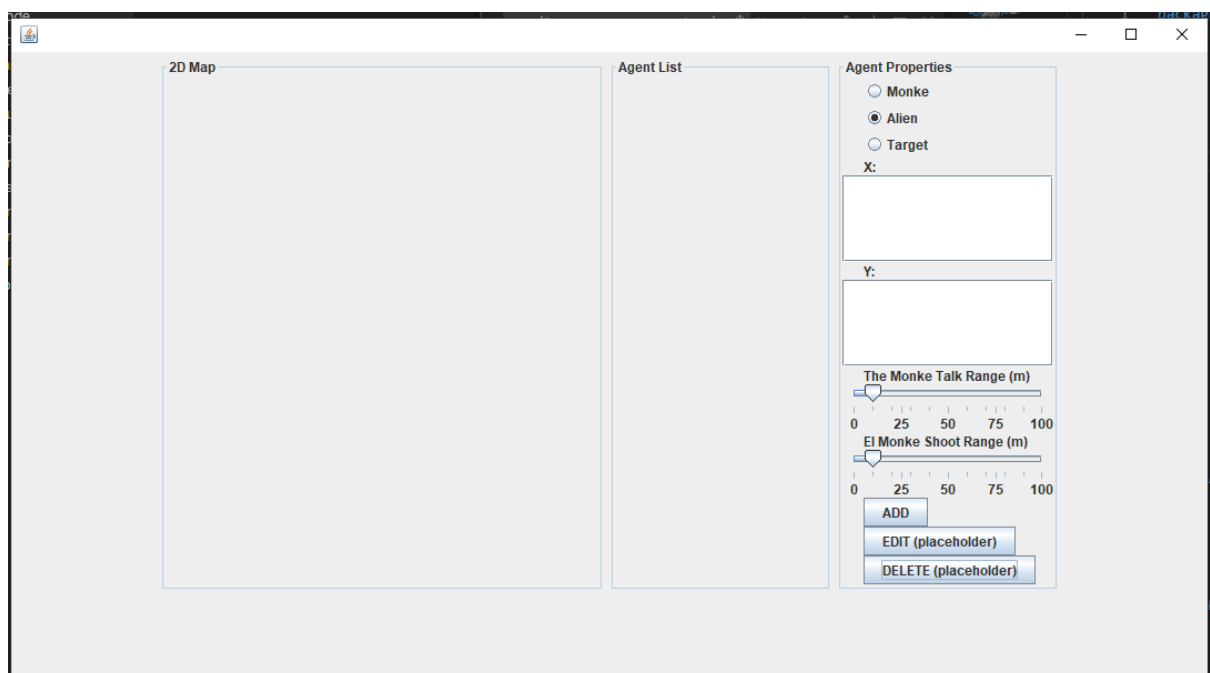 2D Map
Agent List
Agent Properties
Monke
Alien
Target
X:
Y:
The Monke Talk Range (m)
0 25 50 75 100
El Monke Shoot Range (m)
0 25 50 75 100
ADD
EDIT (placeholder)
DELETE (placeholder)